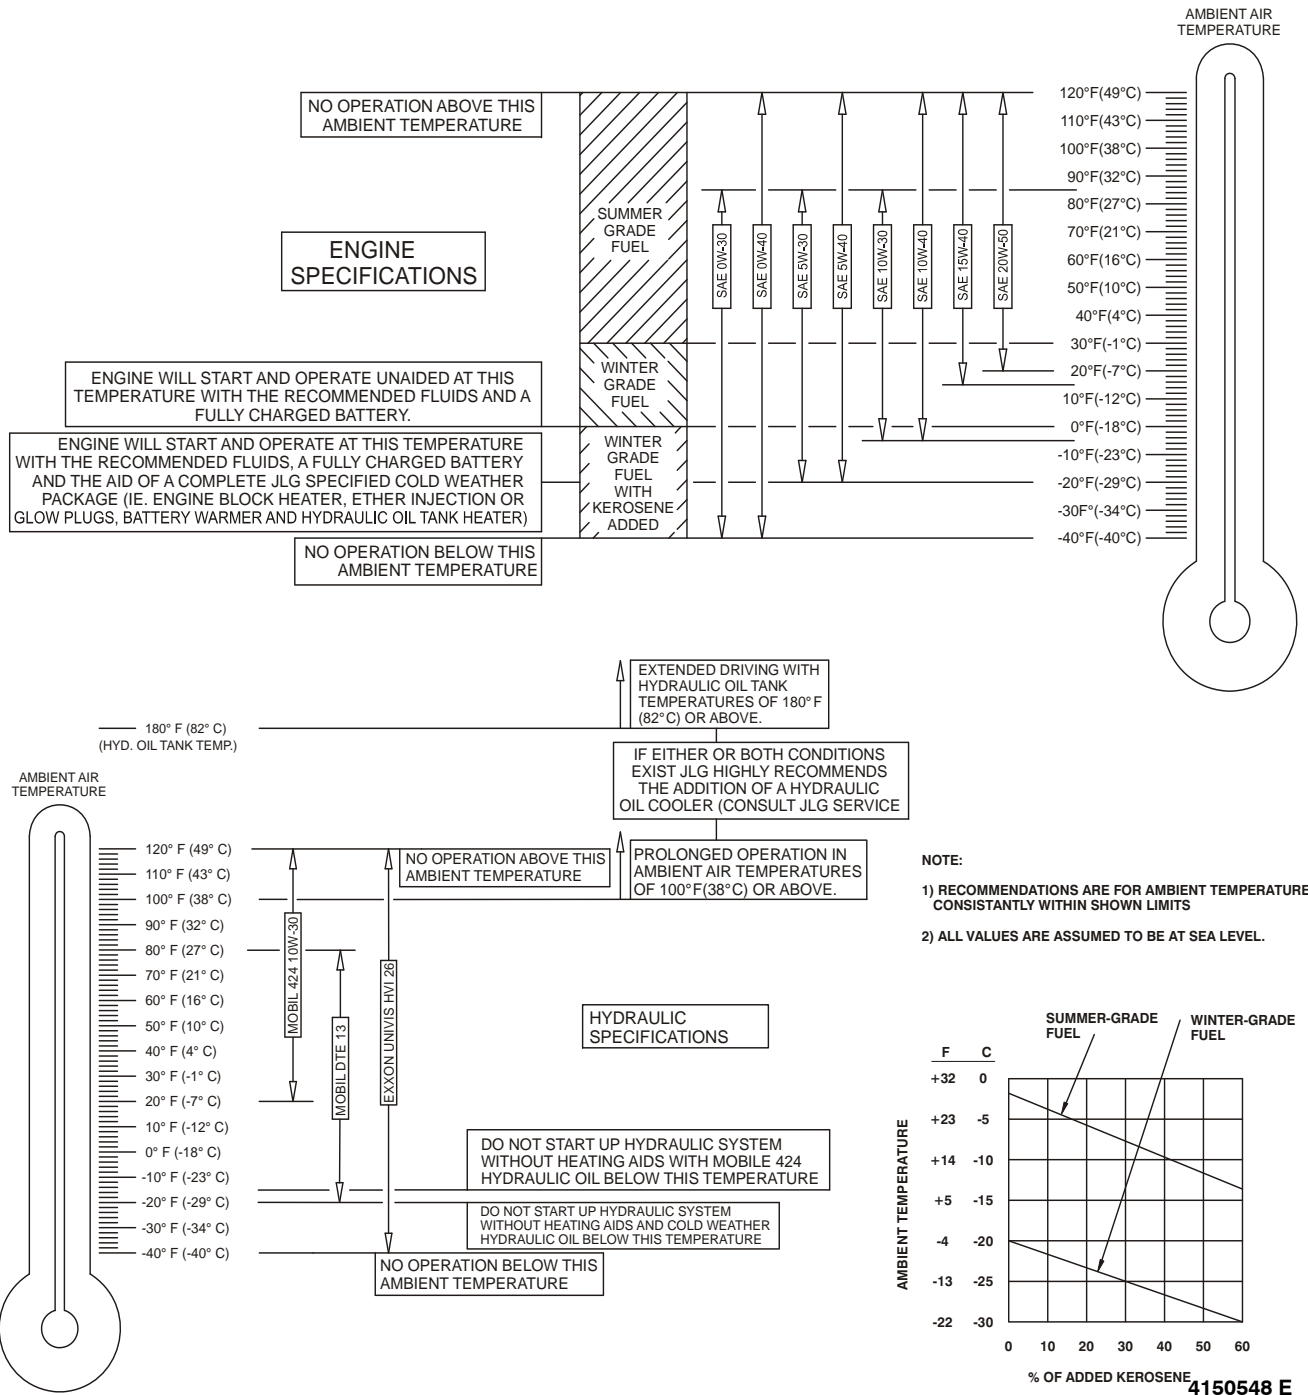 AMBIENT AIR
TEMPERATURE
NO OPERATION ABOVE THIS
AMBIENT TEMPERATURE
ENGINE
SPECIFICATIONS
SUMMER
GRADE
FUEL
WINTER
GRADE
FUEL
WINTER
GRADE
FUEL
WITH
KEROSENE
ADDED
ENGINE WILL START AND OPERATE UNAIDED AT THIS
TEMPERATURE WITH THE RECOMMENDED FLUIDS AND A
FULLY CHARGED BATTERY.
ENGINE WILL START AND OPERATE AT THIS TEMPERATURE
WITH THE RECOMMENDED FLUIDS, A FULLY CHARGED BATTERY
AND THE AID OF A COMPLETE JLG SPECIFIED COLD WEATHER
PACKAGE (IE. ENGINE BLOCK HEATER, ETHER INJECTION OR
GLOW PLUGS, BATTERY WARMER AND HYDRAULIC OIL TANK HEATER)
NO OPERATION BELOW THIS
AMBIENT TEMPERATURE
SAE 0W-30
SAE 0W-40
SAE 5W-30
SAE 5W-40
SAE 10W-30
SAE 10W-40
SAE 15W-40
SAE 20W-50
120°F(49°C)
110°F(43°C)
100°F(38°C)
90°F(32°C)
80°F(27°C)
70°F(21°C)
60°F(16°C)
50°F(10°C)
40°F(4°C)
30°F(-1°C)
20°F(-7°C)
10°F(-12°C)
0°F(-18°C)
-10°F(-23°C)
-20°F(-29°C)
-30F°(-34°C)
-40°F(-40°C)
EXTENDED DRIVING WITH
HYDRAULIC OIL TANK
TEMPERATURES OF 180°F
(82°C) OR ABOVE.
180° F (82° C)
(HYD. OIL TANK TEMP.)
IF EITHER OR BOTH CONDITIONS
EXIST JLG HIGHLY RECOMMENDS
THE ADDITION OF A HYDRAULIC
OIL COOLER (CONSULT JLG SERVICE
AMBIENT AIR
TEMPERATURE
120° F (49° C)
110° F (43° C)
100° F (38° C)
90° F (32° C)
80° F (27° C)
70° F (21° C)
60° F (16° C)
50° F (10° C)
40° F (4° C)
30° F (-1° C)
20° F (-7° C)
10° F (-12° C)
0° F (-18° C)
-10° F (-23° C)
-20° F (-29° C)
-30° F (-34° C)
-40° F (-40° C)
MOBIL 424 10W-30
MOBIL DTE 13
EXXON UNIVIS HVI 26
NO OPERATION ABOVE THIS
AMBIENT TEMPERATURE
PROLONGED OPERATION IN
AMBIENT AIR TEMPERATURES
OF 100°F(38°C) OR ABOVE.
HYDRAULIC
SPECIFICATIONS
DO NOT START UP HYDRAULIC SYSTEM
WITHOUT HEATING AIDS WITH MOBILE 424
HYDRAULIC OIL BELOW THIS TEMPERATURE
DO NOT START UP HYDRAULIC SYSTEM
WITHOUT HEATING AIDS AND COLD WEATHER
HYDRAULIC OIL BELOW THIS TEMPERATURE
NO OPERATION BELOW THIS
AMBIENT TEMPERATURE
NOTE:
1) RECOMMENDATIONS ARE FOR AMBIENT TEMPERATURE
CONSISTANTLY WITHIN SHOWN LIMITS
2) ALL VALUES ARE ASSUMED TO BE AT SEA LEVEL.
SUMMER-GRADE
FUEL
WINTER-GRADE
FUEL
F C
+32 0
+23 -5
+14 -10
+5 -15
-4 -20
-13 -25
-22 -30
AMBIENT TEMPERATURE
0 10 20 30 40 50 60
% OF ADDED KEROSENE
4150548 E